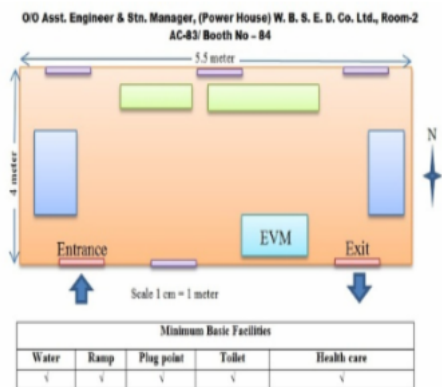 O/O Asst. Engineer & Stn. Manager, (Power House) W. B. S. E. D. Co. Ltd., Room-2
AC-83/ Booth No – 84
5.5 meter
4 meter
N
EVM
Entrance
Exit
Scale 1 cm = 1 meter
Minimum Basic Facilities
Water Ramp Plug point Toilet Health care
√ √ √ √ √